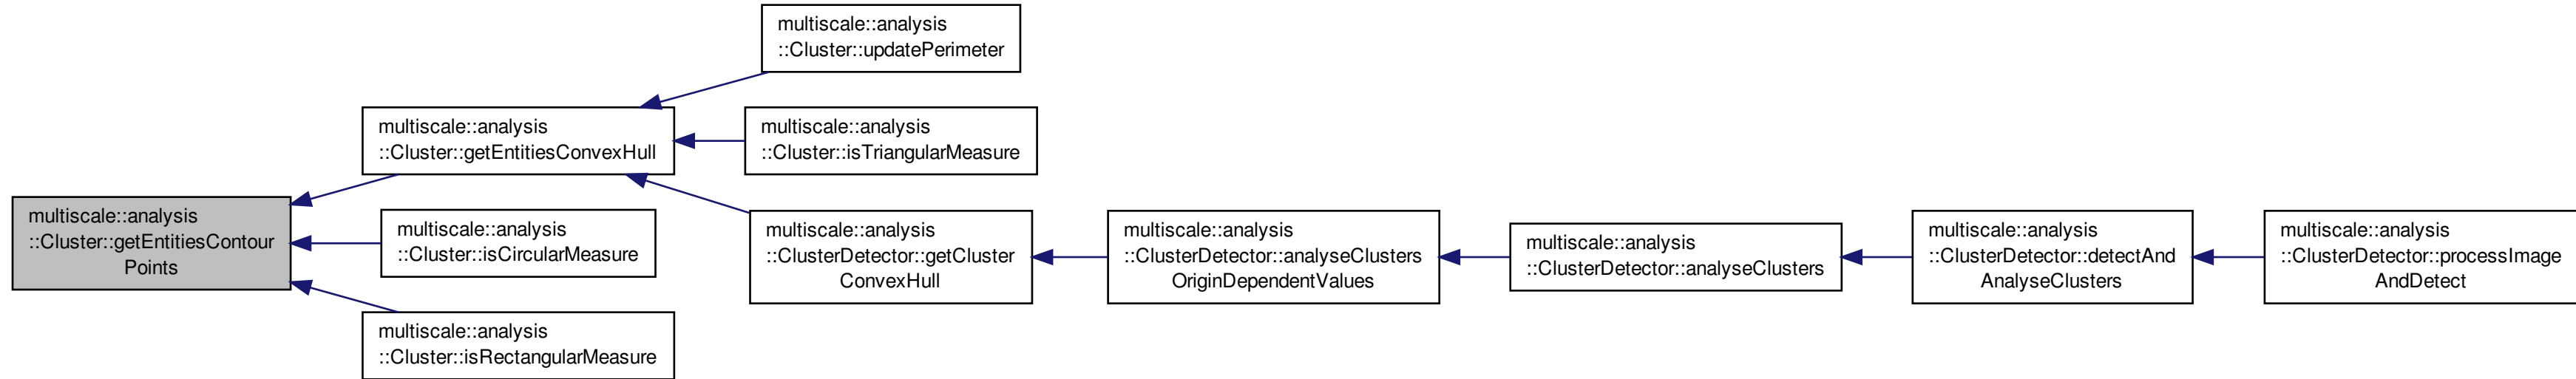 multiscale::analysis
::Cluster::updatePerimeter
multiscale::analysis
::Cluster::getEntitiesConvexHull
multiscale::analysis
::Cluster::isTriangularMeasure
multiscale::analysis
::Cluster::getEntitiesContour
Points
multiscale::analysis
::Cluster::isCircularMeasure
multiscale::analysis
::ClusterDetector::getCluster
ConvexHull
multiscale::analysis
::ClusterDetector::analyseClusters
OriginDependentValues
multiscale::analysis
::ClusterDetector::analyseClusters
multiscale::analysis
::ClusterDetector::detectAnd
AnalyseClusters
multiscale::analysis
::ClusterDetector::processImage
AndDetect
multiscale::analysis
::Cluster::isRectangularMeasure